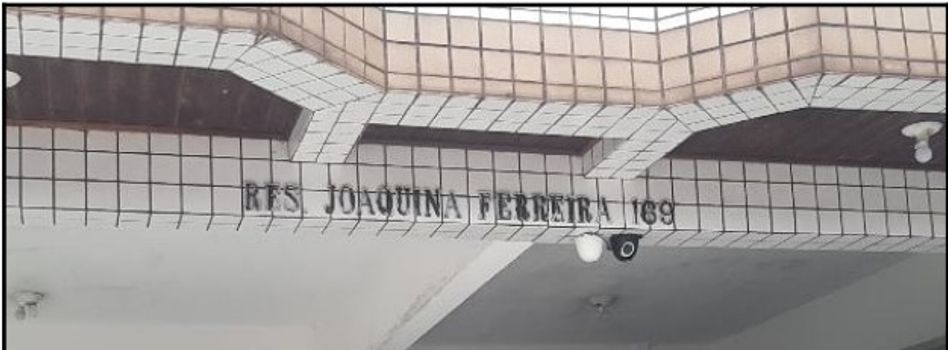 RES JOAQUINA FERREIRA 169